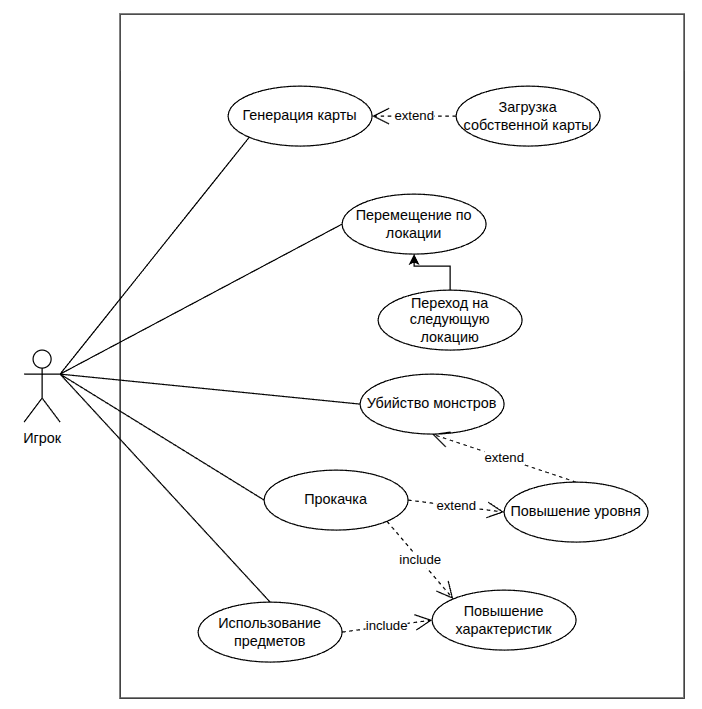 Генерация карты
extend
Загрузка
собственной карты
Перемещение по
локации
Переход на
следующую
локацию
Игрок
Убийство монстров
extend
Прокачка
extend
Повышение уровня
include
Использование
предметов
include
Повышение
характеристик